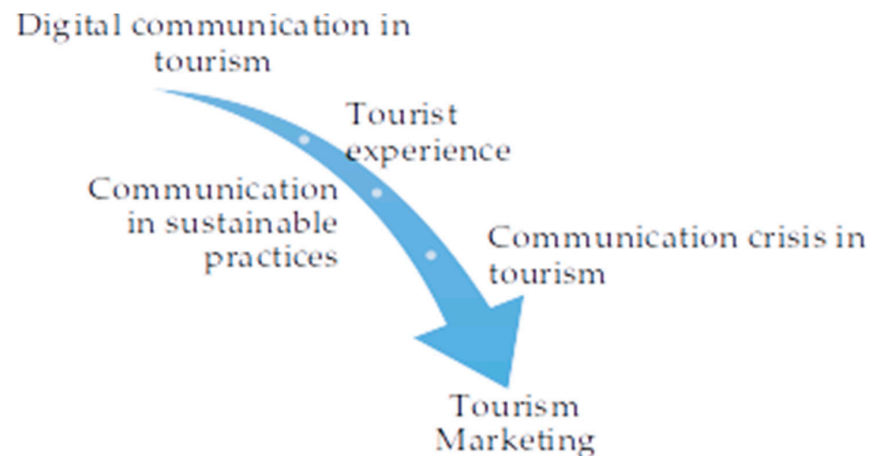 Digital communication in
tourism
Tourist
experience
Communication
in sustainable
practices
Communication crisis in
tourism
Tourism
Marketing